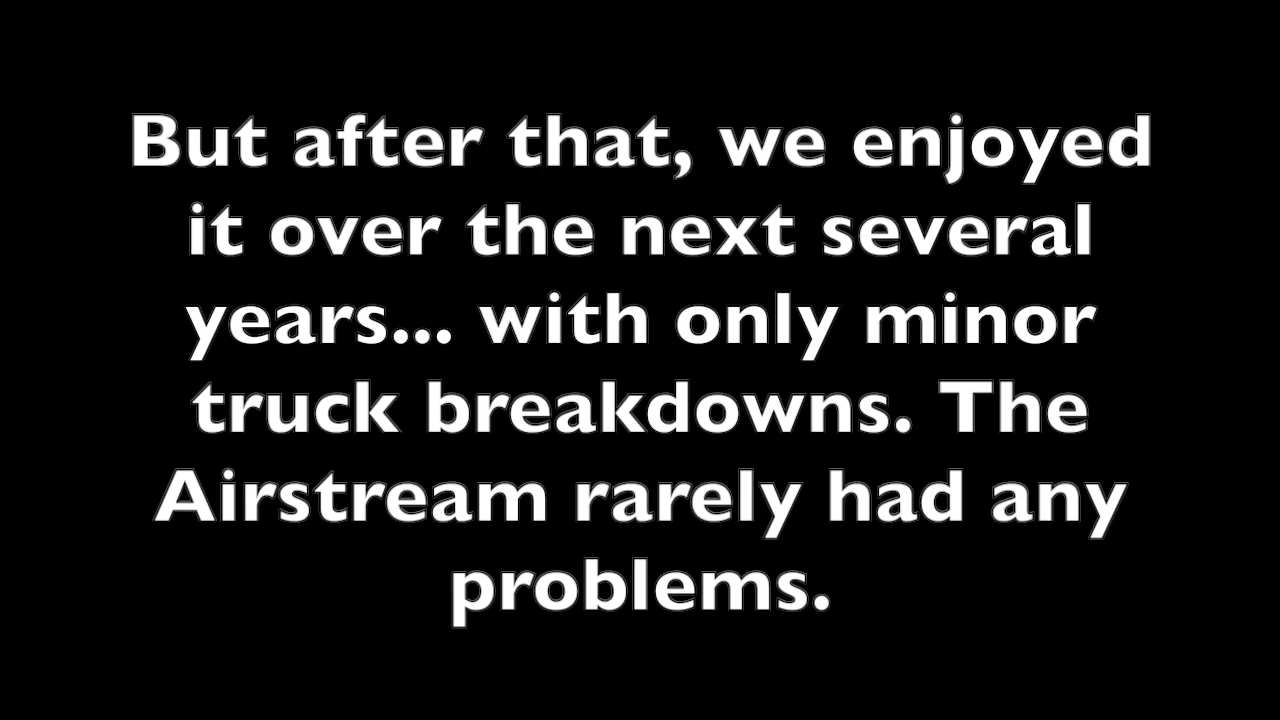 But after that, we enjoyed
it over the next several
years... with only minor
truck breakdowns. The
Airstream rarely had any
problems.